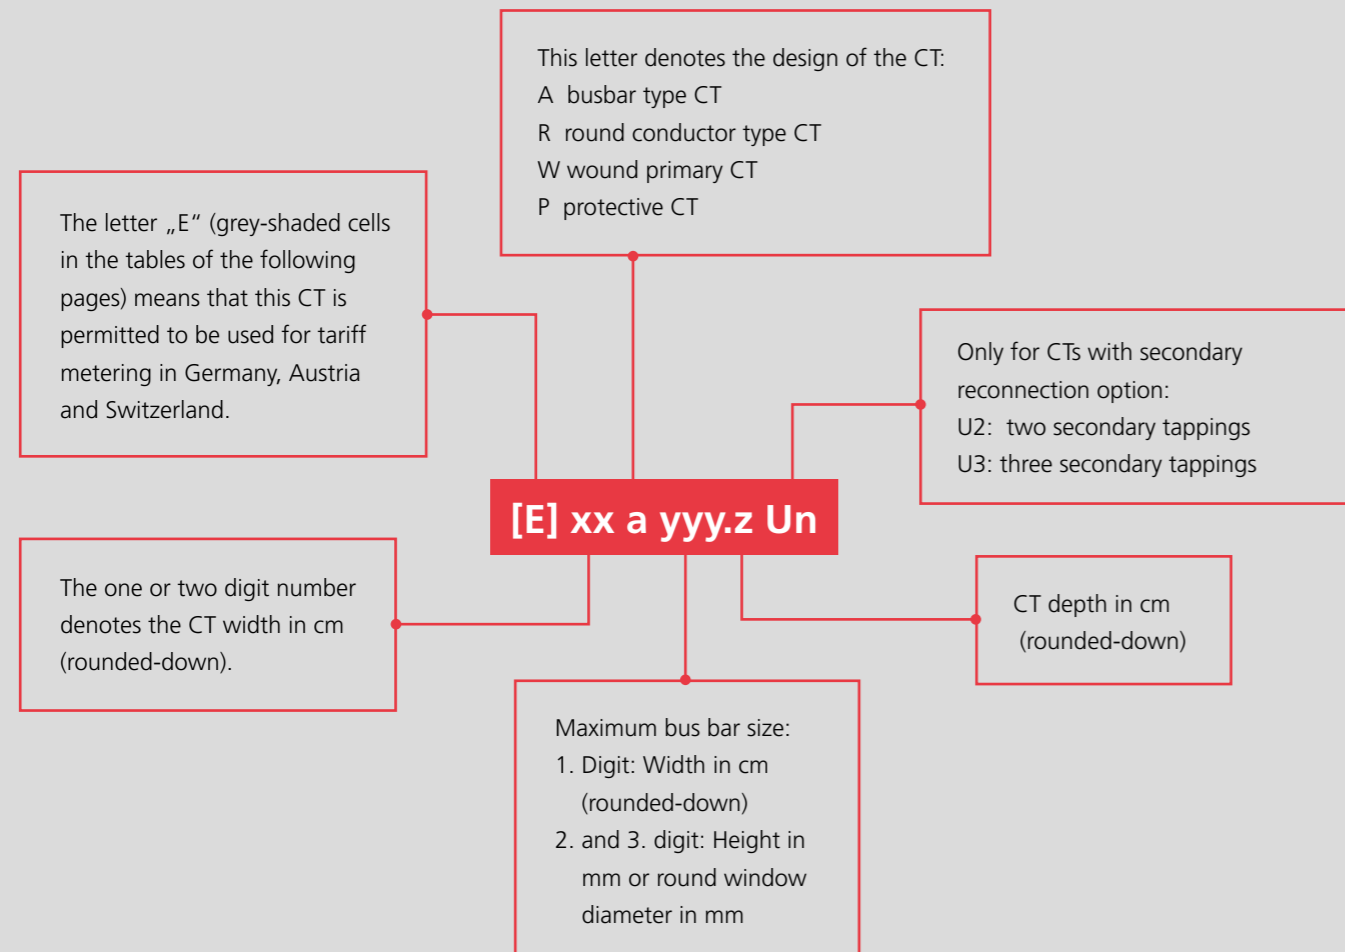 This letter denotes the design of the CT:
A busbar type CT
R round conductor type CT
W wound primary CT
P protective CT
The letter „E“ (grey-shaded cells
in the tables of the following
pages) means that this CT is
permitted to be used for tariff
metering in Germany, Austria
and Switzerland.
Only for CTs with secondary
reconnection option:
U2: two secondary tappings
U3: three secondary tappings
[E] xx a yyy.z Un
The one or two digit number
denotes the CT width in cm
(rounded-down).
CT depth in cm
(rounded-down)
Maximum bus bar size:
1. Digit: Width in cm
(rounded-down)
2. and 3. digit: Height in
mm or round window
diameter in mm